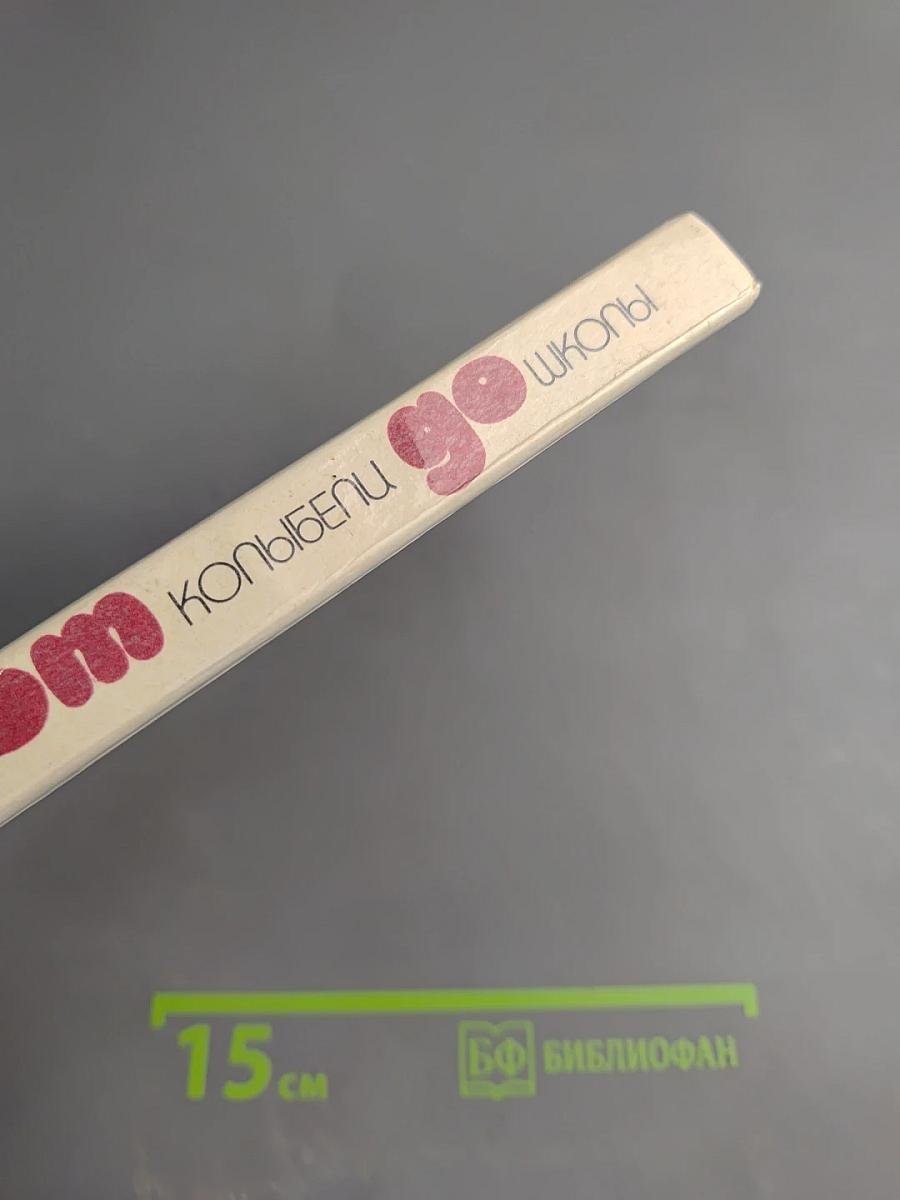 от колыбели до школы
15 см
БФ БИБЛИОФАН